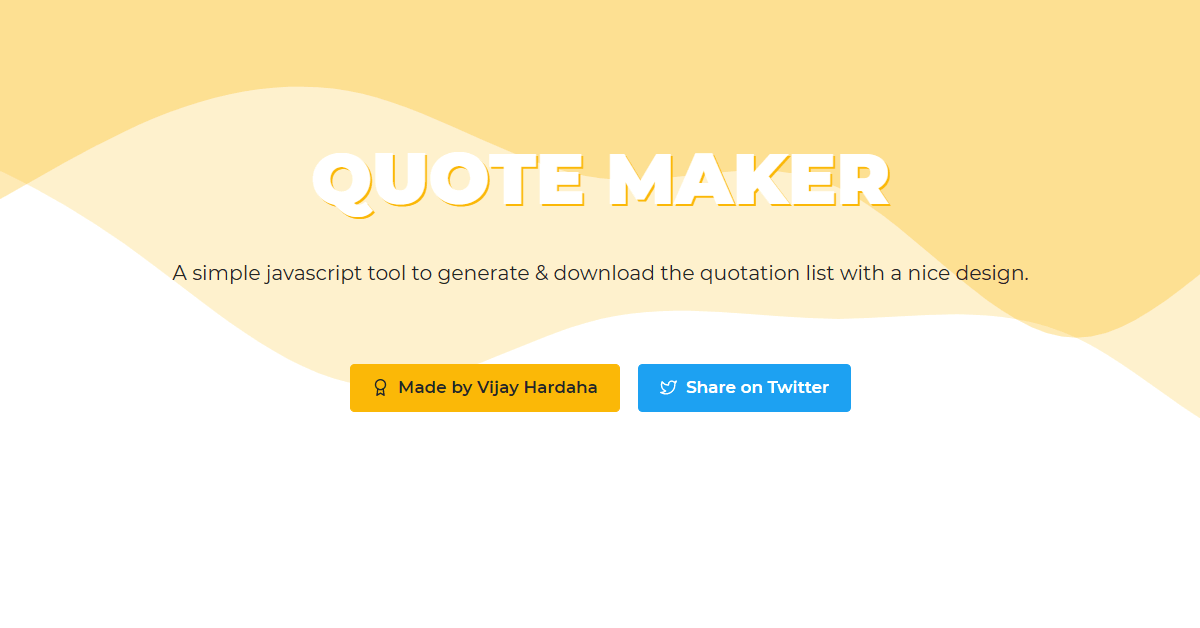 QUOTE MAKER
A simple javascript tool to generate & download the quotation list with a nice design.
Made by Vijay Hardaha
Share on Twitter